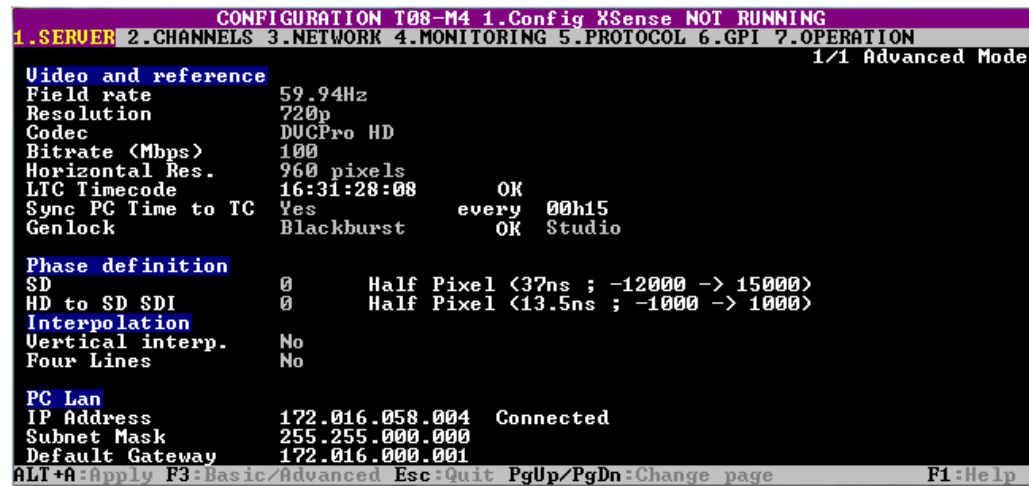 CONFIGURATION T08-M4 1.Config XSense NOT RUNNING
1.SERVER 2.CHANNELS 3.NETWORK 4.MONITORING 5.PROTOCOL 6.GPI 7.OPERATION
1/1 Advanced Mode
Video and reference
Field rate 59.94Hz
Resolution 720p
Codec DVCPro HD
Bitrate (Mbps) 100
Horizontal Res. 960 pixels
LTC Timecode 16:31:28:08 OK
Sync PC Time to TC Yes every 00h15
Genlock Blackburst OK Studio
Phase definition
SD 0 Half Pixel (37ns ; -12000 -> 15000)
HD to SD SDI 0 Half Pixel (13.5ns ; -1000 -> 1000)
Interpolation
Vertical interp. No
Four Lines No
PC Lan
IP Address 172.016.058.004 Connected
Subnet Mask 255.255.000.000
Default Gateway 172.016.000.001
ALT+A:Apply F3:Basic/Advanced Esc:Quit PgUp/PgDn:Change page F1:Help